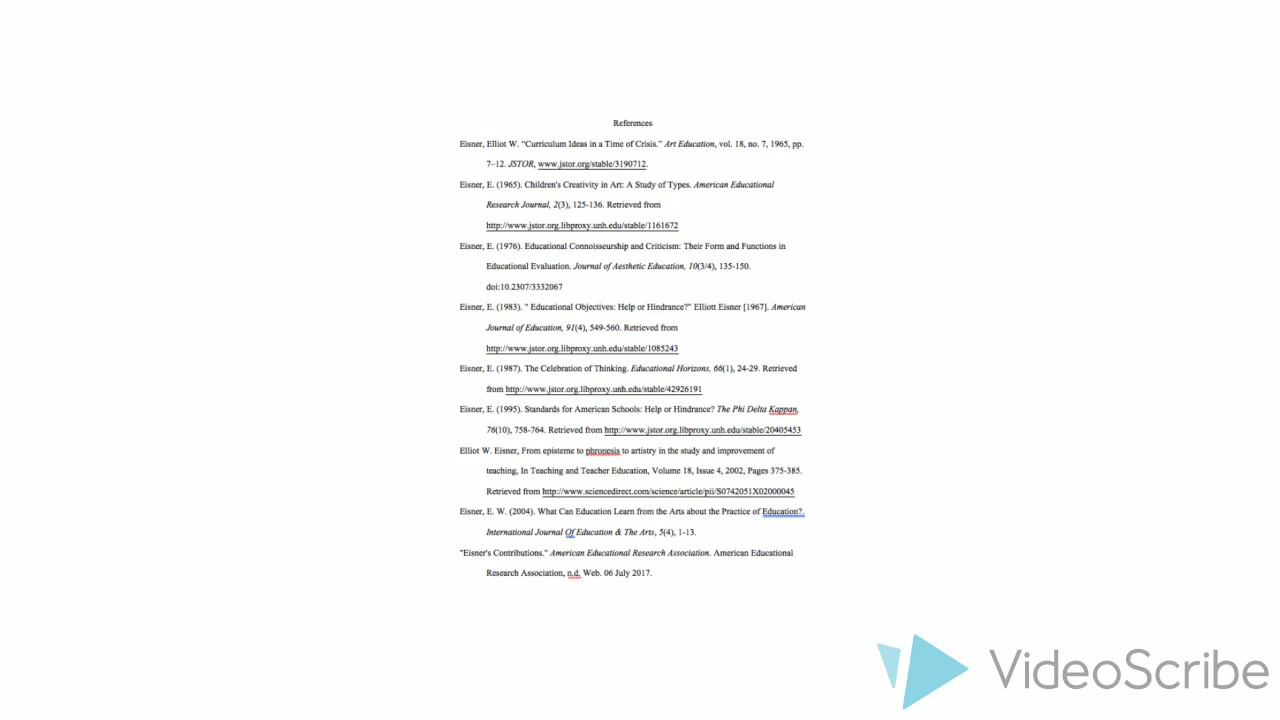 References
Eisner, Elliot W. “Curriculum Ideas in a Time of Crisis.” Art Education, vol. 18, no. 7, 1965, pp.
7–12. JSTOR, www.jstor.org/stable/3190712.
Eisner, E. (1965). Children's Creativity in Art: A Study of Types. American Educational
Research Journal, 2(3), 125-136. Retrieved from
http://www.jstor.org.libproxy.unh.edu/stable/1161672
Eisner, E. (1976). Educational Connoisseurship and Criticism: Their Form and Functions in
Educational Evaluation. Journal of Aesthetic Education, 10(3/4), 135-150.
doi:10.2307/3332067
Eisner, E. (1983). " Educational Objectives: Help or Hindrance?" Elliott Eisner [1967]. American
Journal of Education, 91(4), 549-560. Retrieved from
http://www.jstor.org.libproxy.unh.edu/stable/1085243
Eisner, E. (1987). The Celebration of Thinking. Educational Horizons, 66(1), 24-29. Retrieved
from http://www.jstor.org.libproxy.unh.edu/stable/42926191
Eisner, E. (1995). Standards for American Schools: Help or Hindrance? The Phi Delta Kappan,
76(10), 758-764. Retrieved from http://www.jstor.org.libproxy.unh.edu/stable/20405453
Elliot W. Eisner, From episteme to phronesis to artistry in the study and improvement of
teaching, In Teaching and Teacher Education, Volume 18, Issue 4, 2002, Pages 375-385.
Retrieved from http://www.sciencedirect.com/science/article/pii/S0742051X02000045
Eisner, E. W. (2004). What Can Education Learn from the Arts about the Practice of Education?.
International Journal Of Education & The Arts, 5(4), 1-13.
"Eisner's Contributions." American Educational Research Association. American Educational
Research Association, n.d. Web. 06 July 2017.
VideoScribe